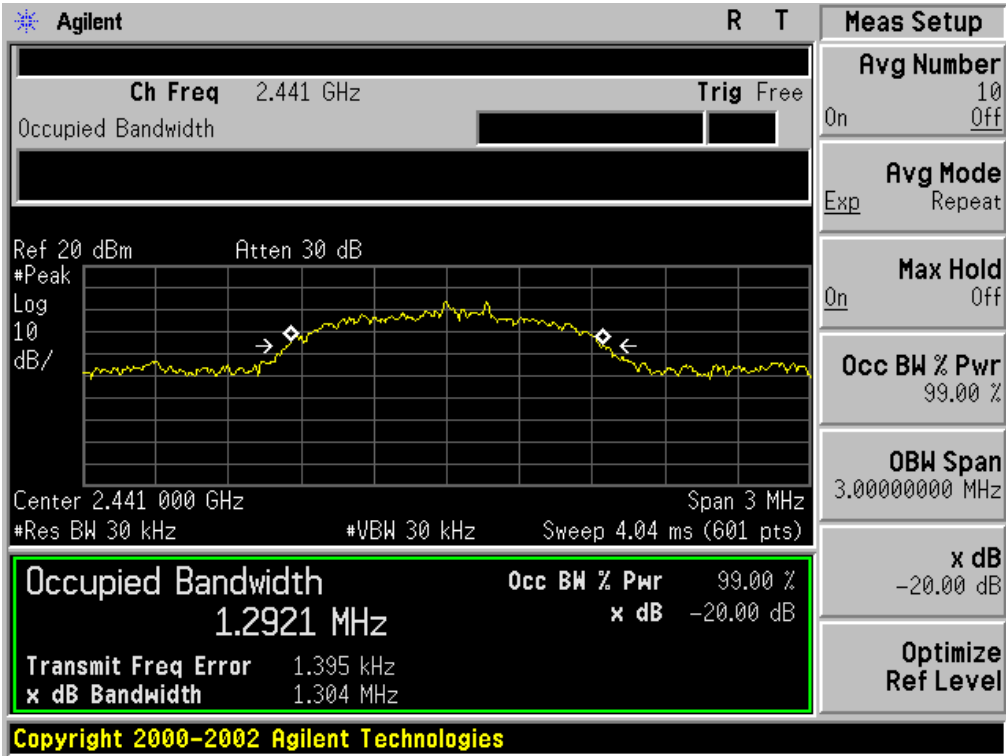 Agilent R T Meas Setup
Ch Freq 2.441 GHz Trig Free
Occupied Bandwidth
Avg Number
10
On Off
Avg Mode
Exp Repeat
Max Hold
On Off
Occ BW % Pwr
99.00 %
OBW Span
3.00000000 MHz
x dB
-20.00 dB
Optimize
Ref Level
Ref 20 dBm Atten 30 dB
#Peak
Log
10
dB/
Center 2.441 000 GHz Span 3 MHz
#Res BW 30 kHz #VBW 30 kHz Sweep 4.04 ms (601 pts)
Occupied Bandwidth Occ BW % Pwr 99.00 %
1.2921 MHz x dB -20.00 dB
Transmit Freq Error 1.395 kHz
x dB Bandwidth 1.304 MHz
Copyright 2000-2002 Agilent Technologies